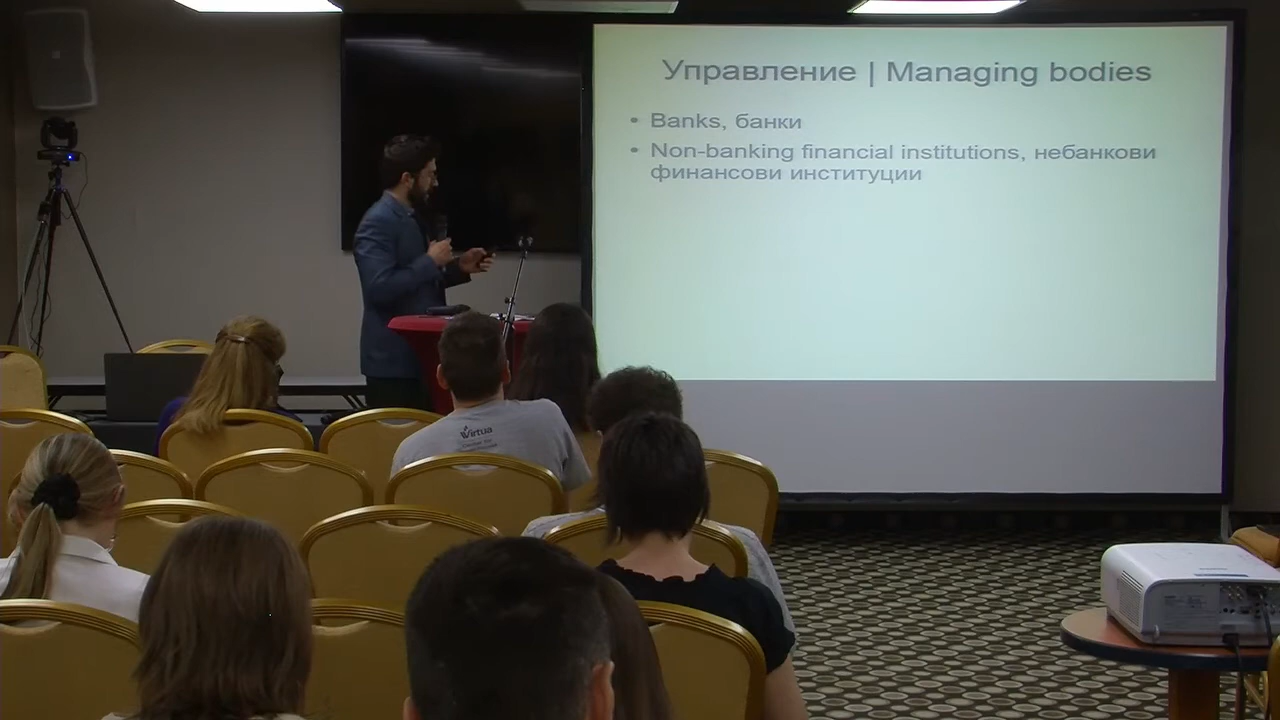 Управление | Managing bodies
• Banks, банки
• Non-banking financial institutions, небанкови
финансови институции
Virtua